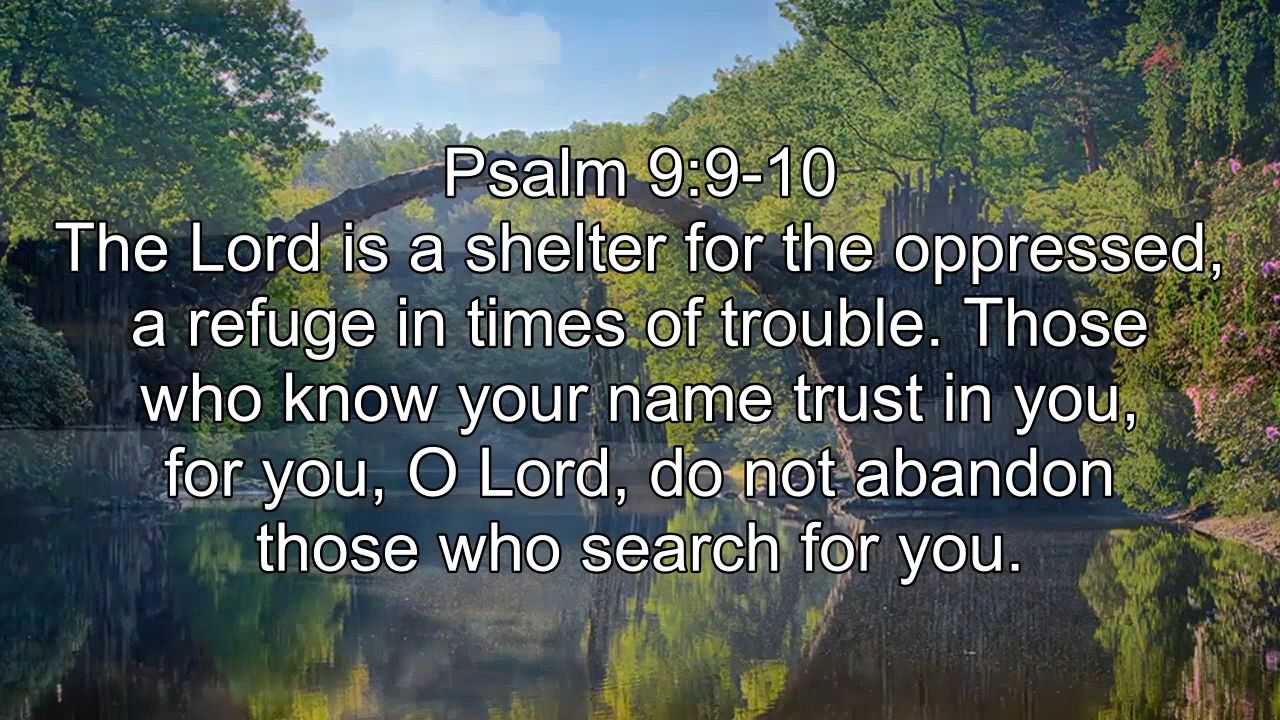 Psalm 9:9-10
The Lord is a shelter for the oppressed,
a refuge in times of trouble. Those
who know your name trust in you,
for you, O Lord, do not abandon
those who search for you.